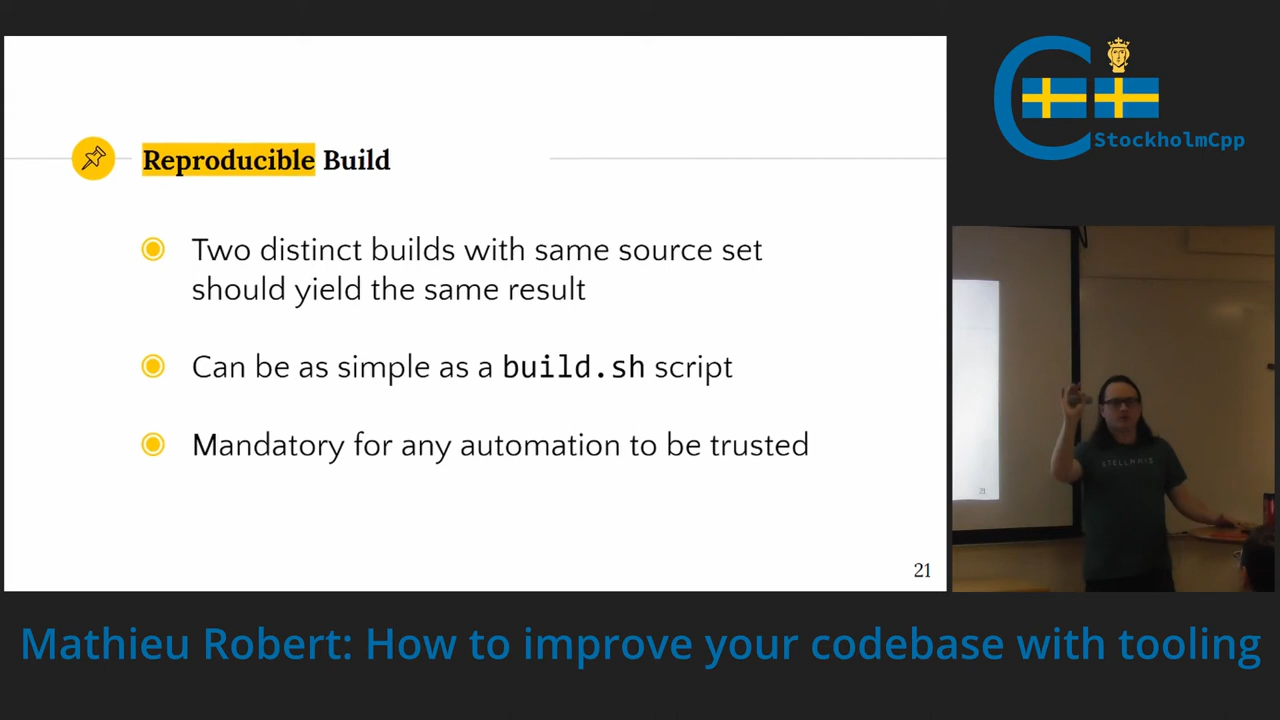 Reproducible Build
Two distinct builds with same source set
should yield the same result
Can be as simple as a build.sh script
Mandatory for any automation to be trusted
21
StockholmCpp
STELLARIS
21
Mathieu Robert: How to improve your codebase with tooling